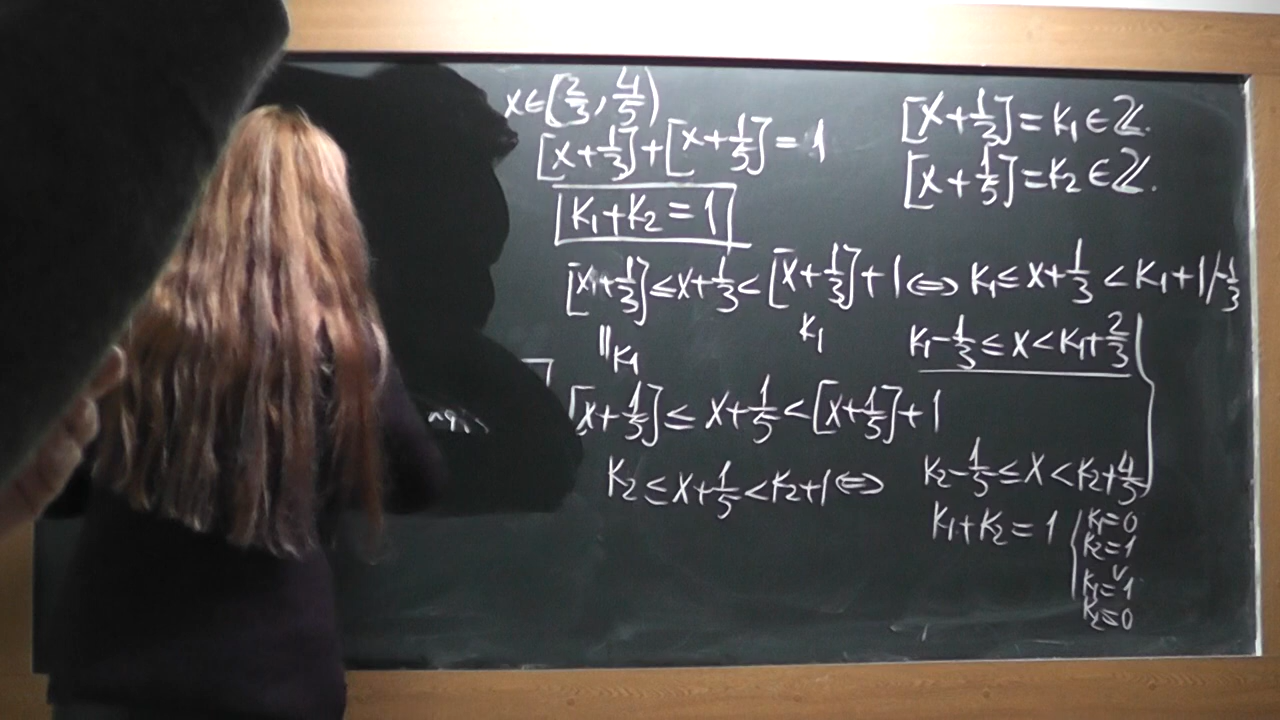 x∈[2/3, 4/5)
[x+1/3]+[x+1/5]=1
K₁+K₂=1
[x+1/3]=K₁∈ℤ.
[x+1/5]=K₂∈ℤ.
[x+1/3]≤x+1/3<[x+1/3]+1⇔K₁≤x+1/3<K₁+1/-1/3
||K₁ K₁
K₁-1/3≤x<K₁+2/3
[x+1/5]≤x+1/5<[x+1/5]+1
K₂≤x+1/5<K₂+1⇔K₂-1/5≤x<K₂+4/5
K₁+K₂=1
K₁=0
K₂=1
∨
K₁=1
K₂=0